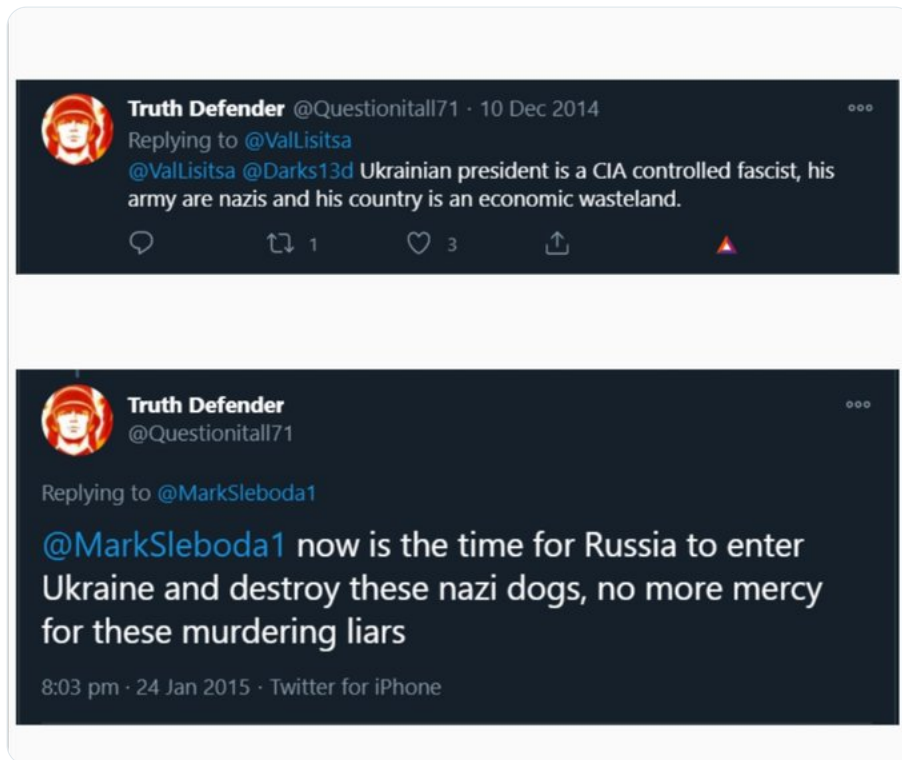 Truth Defender @Questionitall71 · 10 Dec 2014
Replying to @ValLisitsa
@ValLisitsa @Darks13d Ukrainian president is a CIA controlled fascist, his
army are nazis and his country is an economic wasteland.
1 3
Truth Defender
@Questionitall71
Replying to @MarkSleboda1
@MarkSleboda1 now is the time for Russia to enter
Ukraine and destroy these nazi dogs, no more mercy
for these murdering liars
8:03 pm · 24 Jan 2015 · Twitter for iPhone